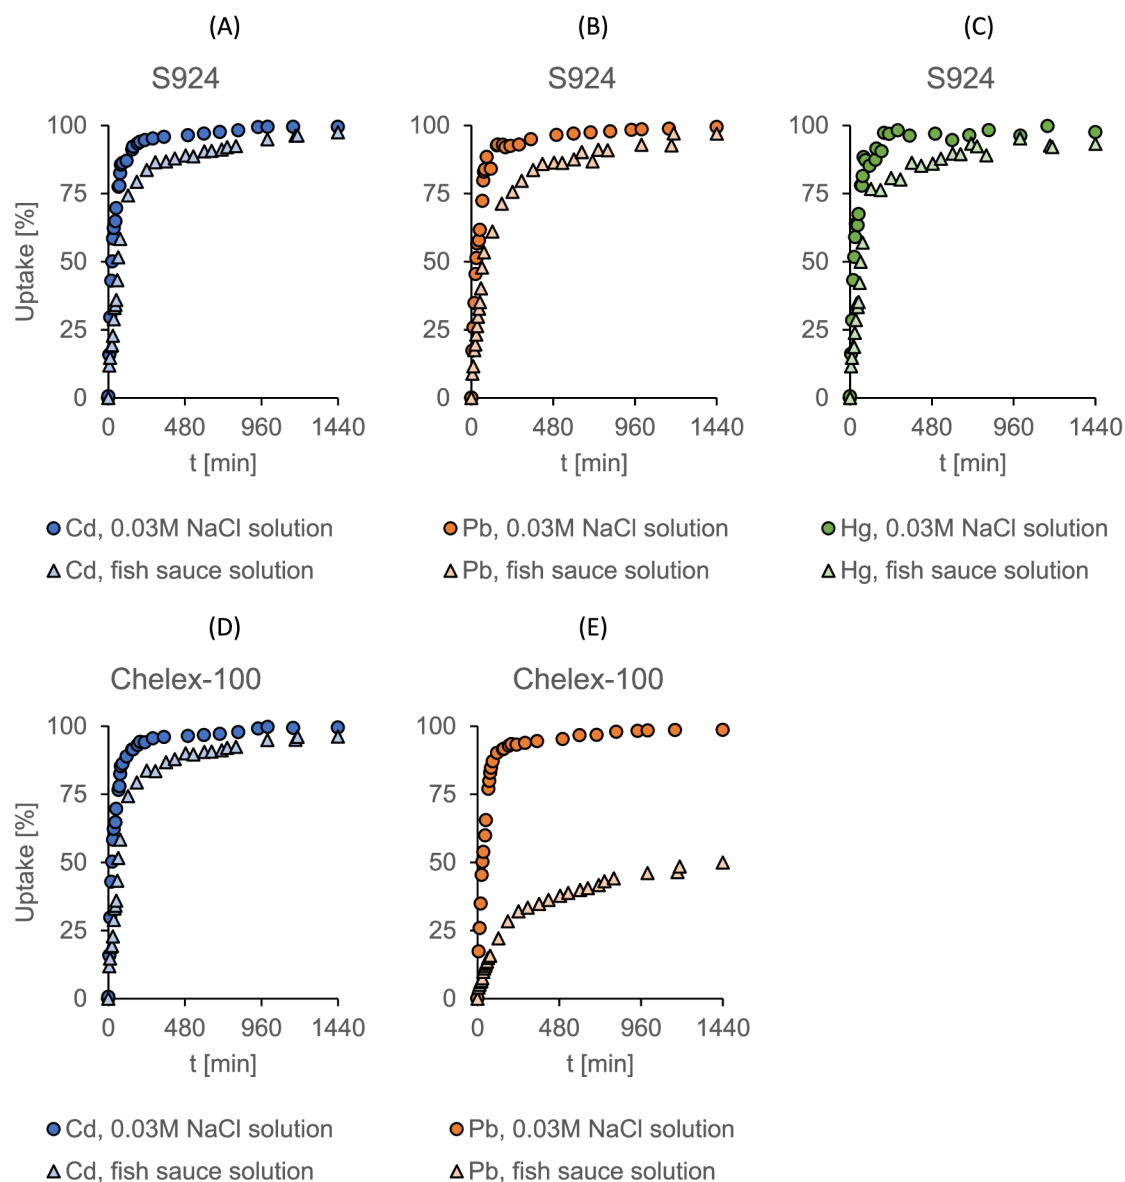 (A) (B) (C)
S924 S924 S924
Uptake [%]
100 100 100
75 75 75
50 50 50
25 25 25
0 0 0
0 480 960 1440 0 480 960 1440 0 480 960 1440
t [min] t [min] t [min]
Cd, 0.03M NaCl solution Pb, 0.03M NaCl solution Hg, 0.03M NaCl solution
Cd, fish sauce solution Pb, fish sauce solution Hg, fish sauce solution
(D) (E)
Chelex-100 Chelex-100
Uptake [%]
100 100
75 75
50 50
25 25
0 0
0 480 960 1440 0 480 960 1440
t [min] t [min]
Cd, 0.03M NaCl solution Pb, 0.03M NaCl solution
Cd, fish sauce solution Pb, fish sauce solution